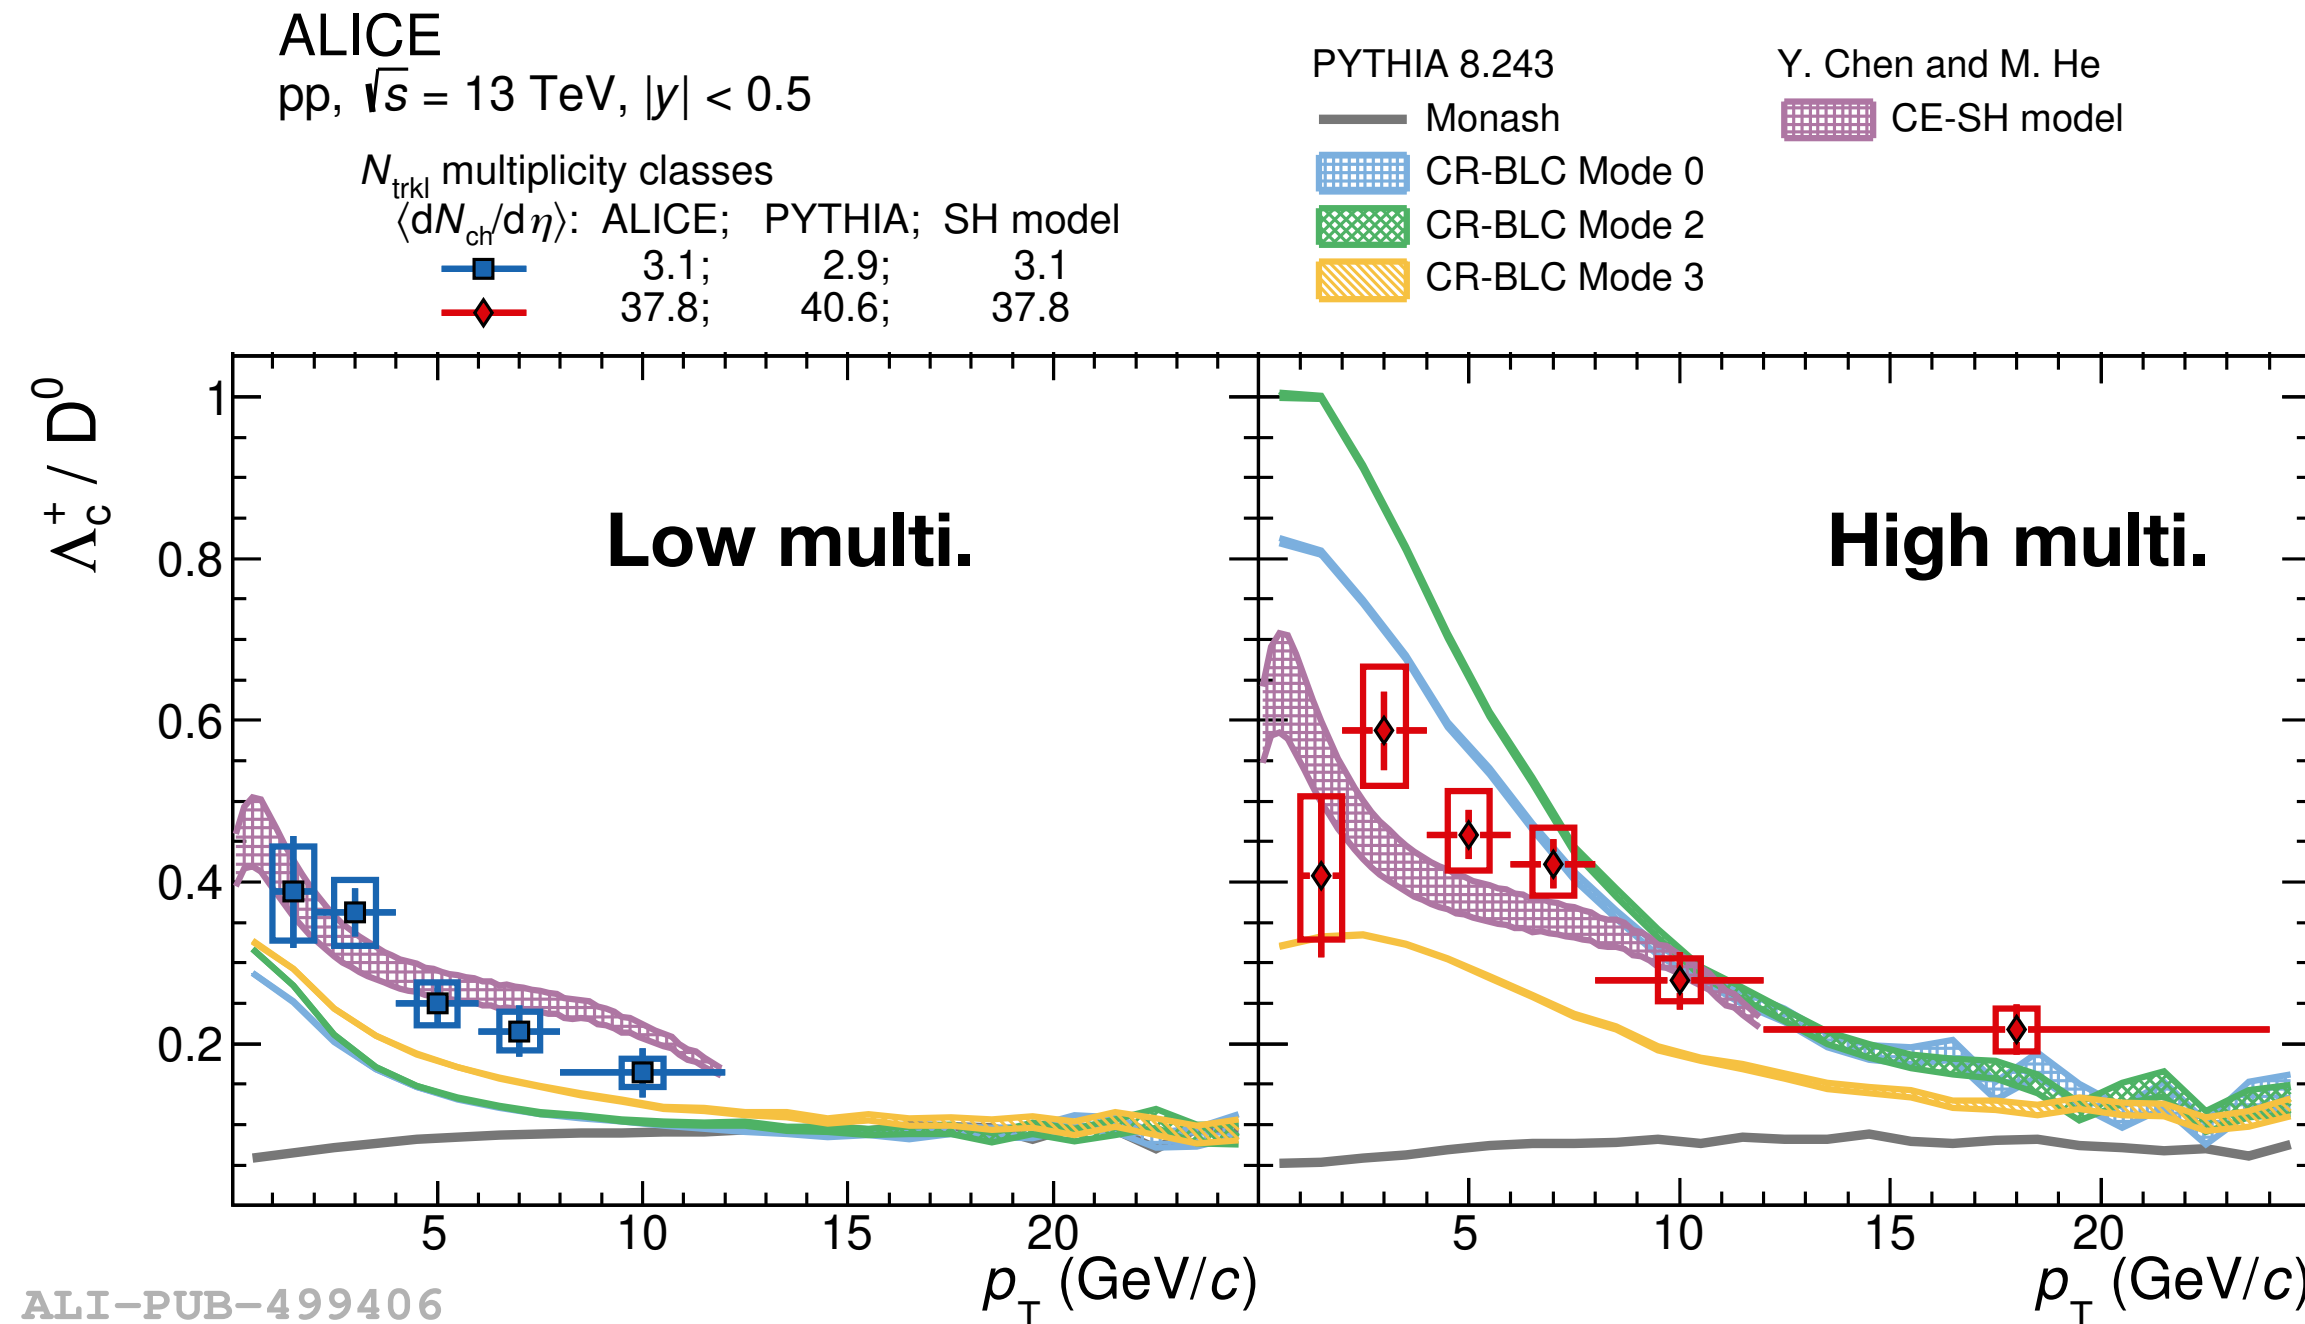 ALICE
pp, √s = 13 TeV, |y| < 0.5
N_trkl multiplicity classes
⟨dN_ch/dη⟩: ALICE; PYTHIA; SH model
3.1; 2.9; 3.1
37.8; 40.6; 37.8
PYTHIA 8.243
Monash
CR-BLC Mode 0
CR-BLC Mode 2
CR-BLC Mode 3
Y. Chen and M. He
CE-SH model
Λ_c^+ / D^0
1
0.8
0.6
0.4
0.2
Low multi.
High multi.
5 10 15 20
5 10 15 20
p_T (GeV/c)
p_T (GeV/c)
ALI-PUB-499406